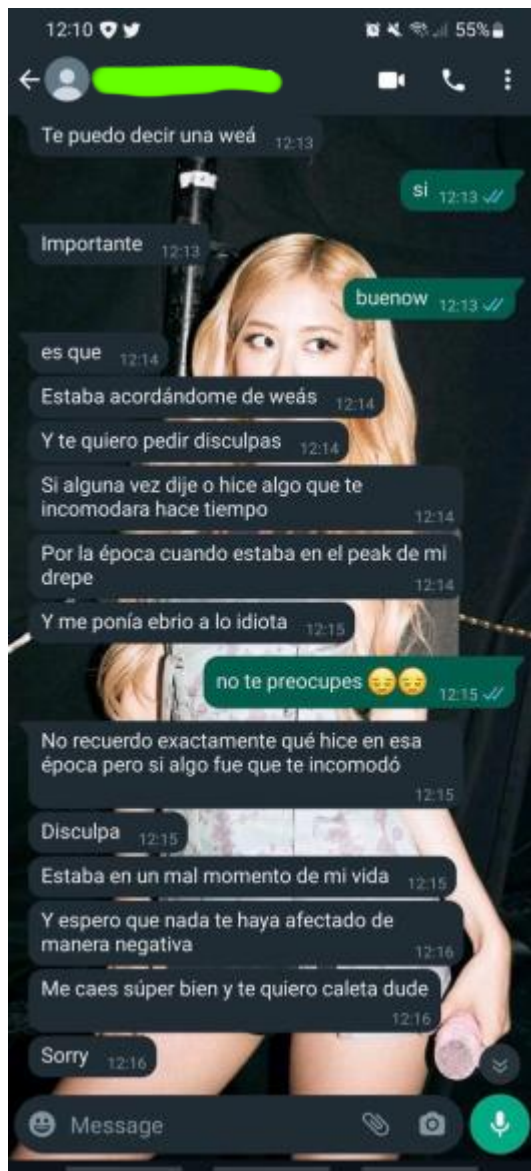 12:10 55%
Te puedo decir una weá 12:13
si 12:13
Importante 12:13
buenow 12:13
es que 12:14
Estaba acordándome de weás 12:14
Y te quiero pedir disculpas 12:14
Si alguna vez dije o hice algo que te
incomodara hace tiempo 12:14
Por la época cuando estaba en el peak de mi
drepe 12:14
Y me ponía ebrio a lo idiota 12:15
no te preocupes 😔😔 12:15
No recuerdo exactamente qué hice en esa
época pero si algo fue que te incomodó
12:15
Disculpa 12:15
Estaba en un mal momento de mi vida 12:15
Y espero que nada te haya afectado de
manera negativa 12:16
Me caes súper bien y te quiero caleta dude
12:16
Sorry 12:16
Message